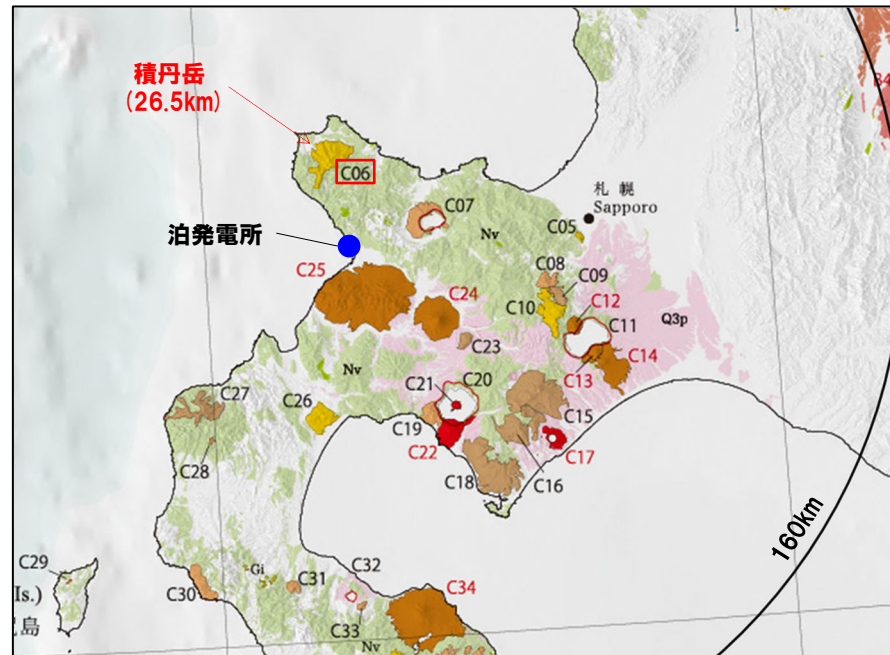 積丹岳
(26.5km)
C06
C07
札幌
Sapporo
泊発電所
Nv
C05
C25
C08
C09
C24
C10
C12
C11
Q3p
C23
C14
C13
Nv
C21
C20
C27
C26
C15
C19
C22
C17
C28
C18
C16
160km
C29
C32
Gi
C31
C34
Is.)
C30
C33
島
Nv